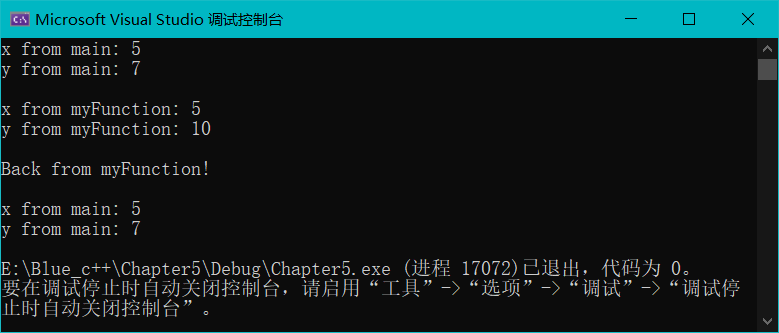 Microsoft Visual Studio 调试控制台
x from main: 5
y from main: 7
x from myFunction: 5
y from myFunction: 10
Back from myFunction!
x from main: 5
y from main: 7
E:\Blue_c++\Chapter5\Debug\Chapter5.exe (进程 17072)已退出，代码为 0。
要在调试停止时自动关闭控制台，请启用“工具”->“选项”->“调试”->“调试停
止时自动关闭控制台”。